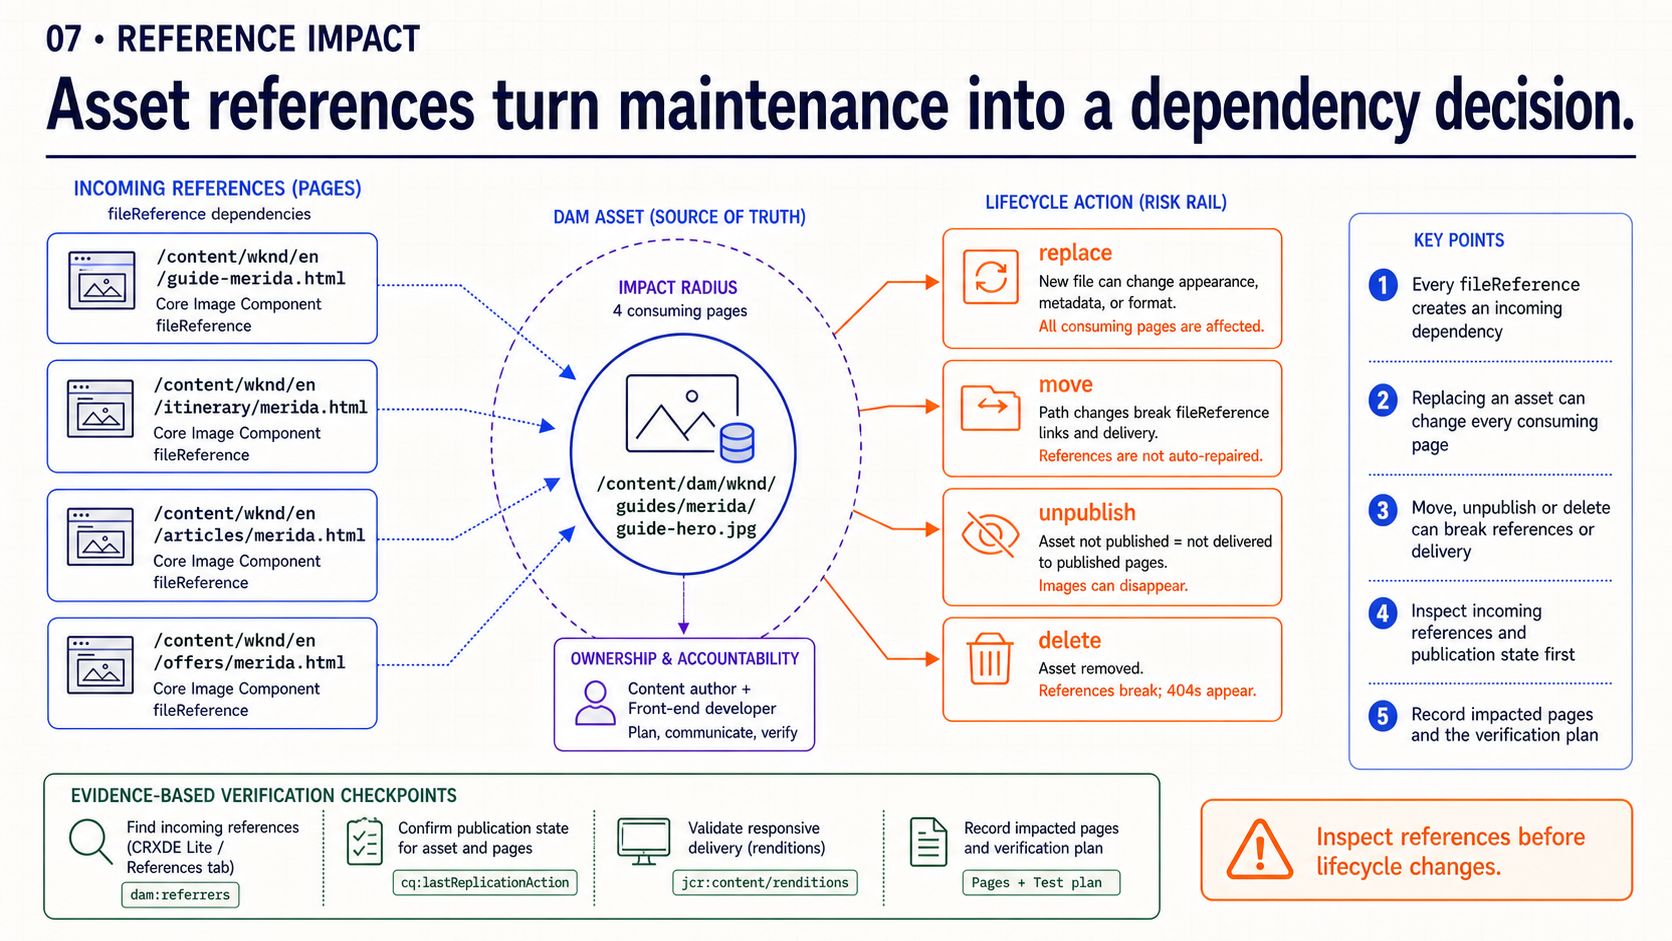 07 • REFERENCE IMPACT
Asset references turn maintenance into a dependency decision.
INCOMING REFERENCES (PAGES)
fileReference dependencies
/content/wknd/en
/guide-merida.html
Core Image Component
fileReference
/content/wknd/en
/itinerary/merida.html
Core Image Component
fileReference
/content/wknd/en
/articles/merida.html
Core Image Component
fileReference
/content/wknd/en
/offers/merida.html
Core Image Component
fileReference
DAM ASSET (SOURCE OF TRUTH)
IMPACT RADIUS
4 consuming pages
/content/dam/wknd/
guides/merida/
guide-hero.jpg
OWNERSHIP & ACCOUNTABILITY
Content author +
Front-end developer
Plan, communicate, verify
LIFECYCLE ACTION (RISK RAIL)
replace
New file can change appearance,
metadata, or format.
All consuming pages are affected.
move
Path changes break fileReference
links and delivery.
References are not auto-repaired.
unpublish
Asset not published = not delivered
to published pages.
Images can disappear.
delete
Asset removed.
References break; 404s appear.
KEY POINTS
1 Every fileReference
creates an incoming
dependency
2 Replacing an asset can
change every consuming
page
3 Move, unpublish or delete
can break references or
delivery
4 Inspect incoming
references and
publication state first
5 Record impacted pages
and the verification plan
EVIDENCE-BASED VERIFICATION CHECKPOINTS
Find incoming references
(CRXDE Lite /
References tab)
dam:referrers
Confirm publication state
for asset and pages
cq:lastReplicationAction
Validate responsive
delivery (renditions)
jcr:content/renditions
Record impacted pages
and verification plan
Pages + Test plan
Inspect references before
lifecycle changes.